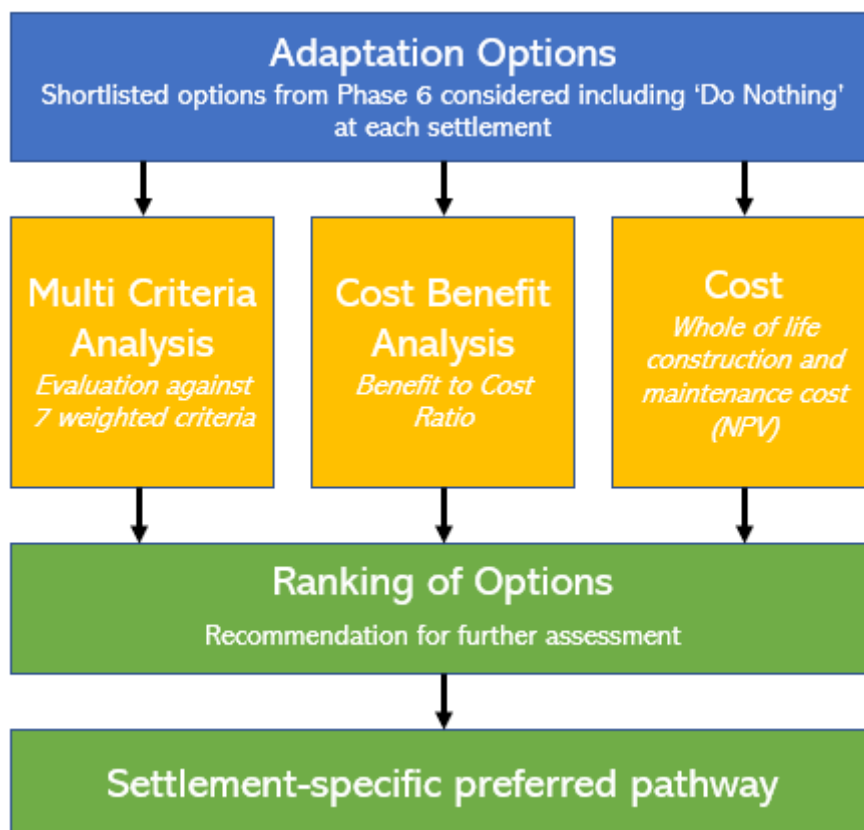 Adaptation Options
Shortlisted options from Phase 6 considered including ‘Do Nothing’
at each settlement
Multi Criteria
Analysis
Evaluation against
7 weighted criteria
Cost Benefit
Analysis
Benefit to Cost
Ratio
Cost
Whole of life
construction and
maintenance cost
(NPV)
Ranking of Options
Recommendation for further assessment
Settlement-specific preferred pathway